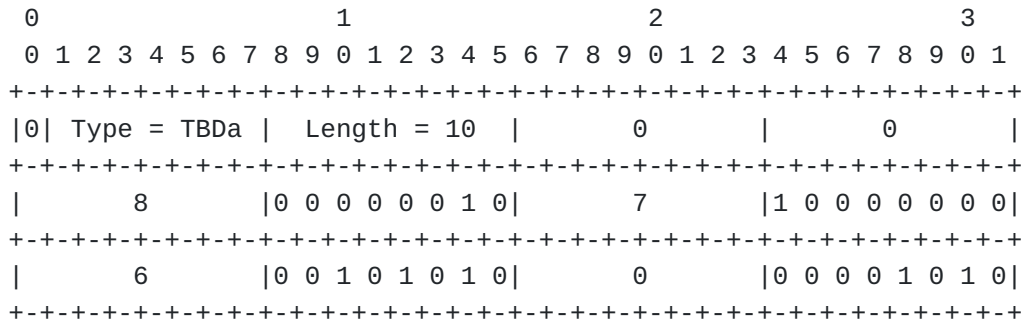 0                   1                   2                   3
 0 1 2 3 4 5 6 7 8 9 0 1 2 3 4 5 6 7 8 9 0 1 2 3 4 5 6 7 8 9 0 1
+-+-+-+-+-+-+-+-+-+-+-+-+-+-+-+-+-+-+-+-+-+-+-+-+-+-+-+-+-+-+-+-+
|0| Type = TBDa |  Length = 10  |       0       |       0       |
+-+-+-+-+-+-+-+-+-+-+-+-+-+-+-+-+-+-+-+-+-+-+-+-+-+-+-+-+-+-+-+-+
|       8       |0 0 0 0 0 0 1 0|       7       |1 0 0 0 0 0 0 0|
+-+-+-+-+-+-+-+-+-+-+-+-+-+-+-+-+-+-+-+-+-+-+-+-+-+-+-+-+-+-+-+-+
|       6       |0 0 1 0 1 0 1 0|       0       |0 0 0 0 1 0 1 0|
+-+-+-+-+-+-+-+-+-+-+-+-+-+-+-+-+-+-+-+-+-+-+-+-+-+-+-+-+-+-+-+-+